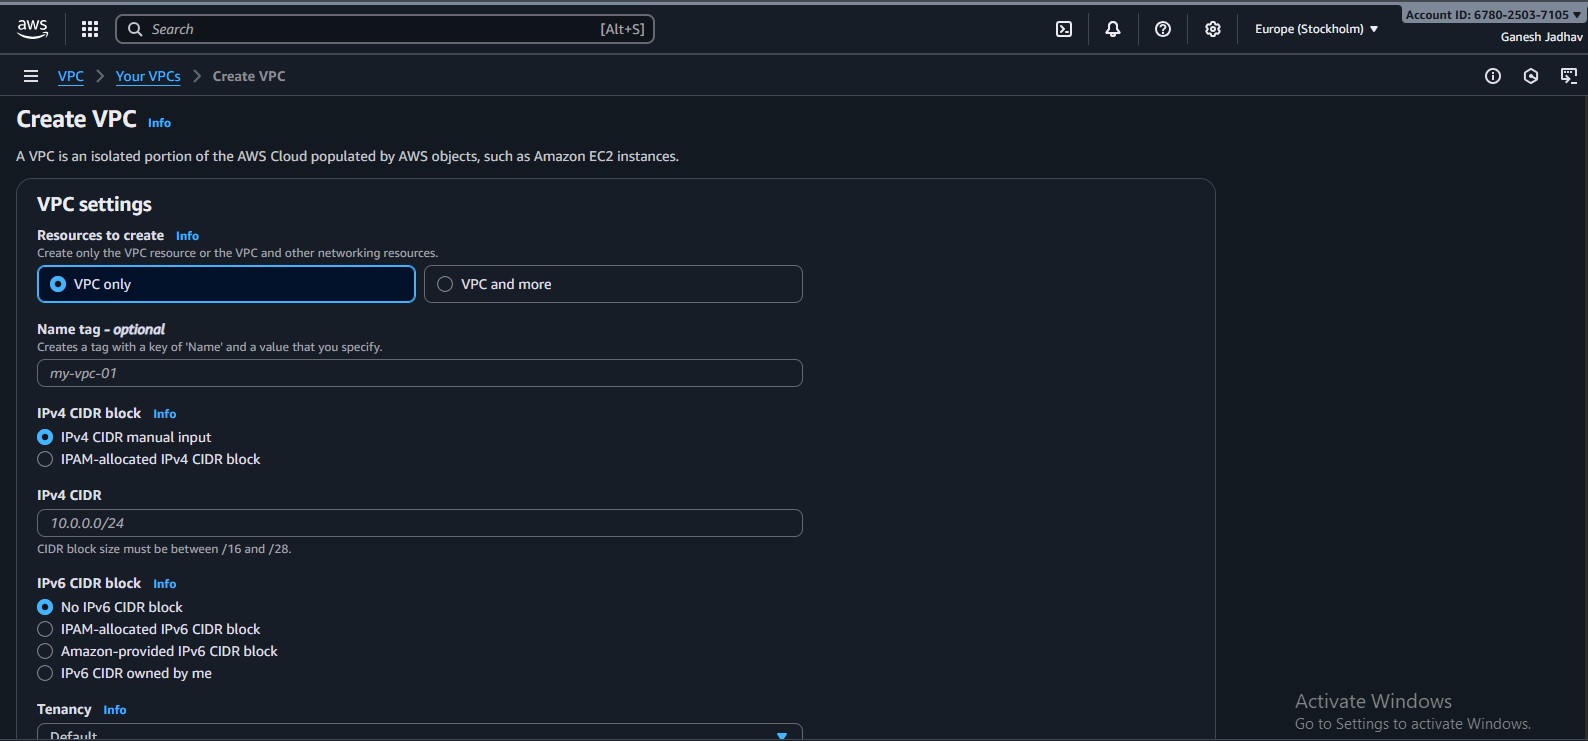 aws
Search [Alt+S]
Europe (Stockholm)
Account ID: 6780-2503-7105
Ganesh Jadhav
VPC Your VPCs Create VPC
Create VPC Info
A VPC is an isolated portion of the AWS Cloud populated by AWS objects, such as Amazon EC2 instances.
VPC settings
Resources to create Info
Create only the VPC resource or the VPC and other networking resources.
VPC only VPC and more
Name tag - optional
Creates a tag with a key of 'Name' and a value that you specify.
my-vpc-01
IPv4 CIDR block Info
IPv4 CIDR manual input
IPAM-allocated IPv4 CIDR block
IPv4 CIDR
10.0.0.0/24
CIDR block size must be between /16 and /28.
IPv6 CIDR block Info
No IPv6 CIDR block
IPAM-allocated IPv6 CIDR block
Amazon-provided IPv6 CIDR block
IPv6 CIDR owned by me
Tenancy Info
Default
Activate Windows
Go to Settings to activate Windows.